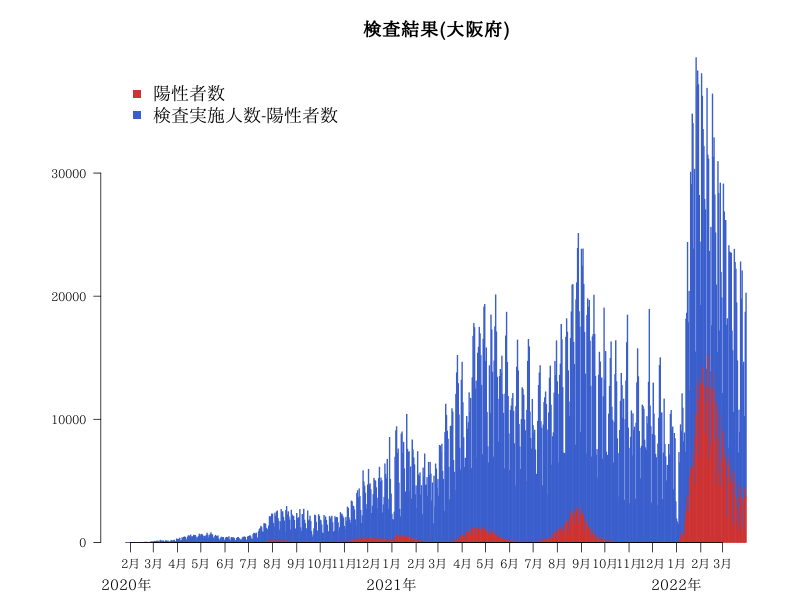 検査結果(大阪府)
陽性者数
検査実施人数-陽性者数
30000
20000
10000
0
2月 3月 4月 5月 6月 7月 8月 9月 10月 11月 12月 1月 2月 3月 4月 5月 6月 7月 8月 9月 10月 11月 12月 1月 2月 3月
2020年 2021年 2022年